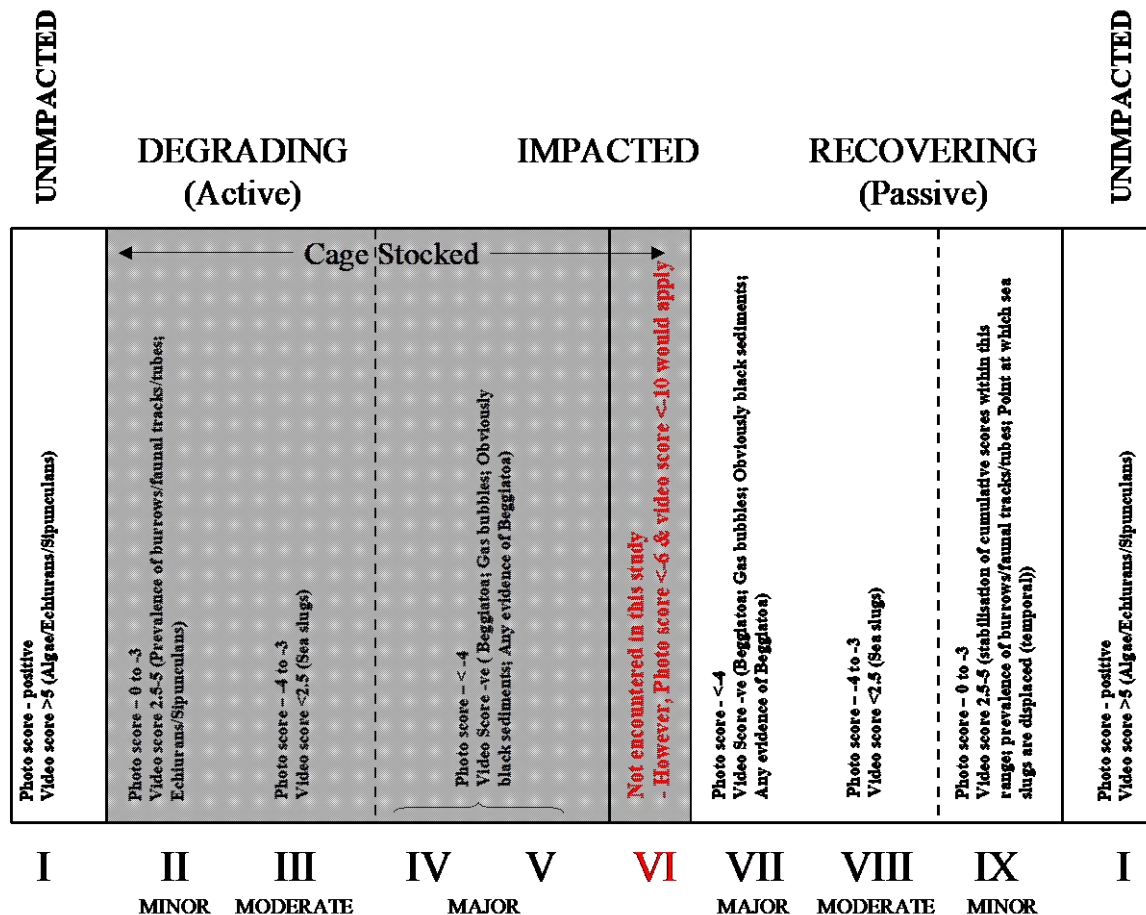 UNIMPACTED
DEGRADING
(Active)
IMPACTED
RECOVERING
(Passive)
UNIMPACTED
Cage Stocked
Photo score - positive
Video score >5 (Algae/Echiurans/Sipunculans)
Photo score – 0 to -3
Video score 2.5-5 (Prevalence of burrows/faunal tracks/tubes;
Echiurans/Sipunculans)
Photo score – -4 to -3
Video score <2.5 (Sea slugs)
Photo score – < -4
Video Score -ve ( Beggiatoa; Gas bubbles; Obviously
black sediments; Any evidence of Beggiatoa)
Not encountered in this study
- However, Photo score <-6 & video score <-10 would apply
Photo score - <-4
Video Score -ve (Beggiatoa; Gas bubbles; Obviously black sediments;
Any evidence of Beggiatoa)
Photo score – -4 to -3
Video score <2.5 (Sea slugs)
Photo score – 0 to -3
Video score 2.5-5 (stabilisation of cumulative scores within this
range; prevalence of burrows/faunal tracks/tubes; Point at which sea
slugs are displaced (temporal))
Photo score - positive
Video score >5 (Algae/Echiurans/Sipunculans)
I II III IV V VI VII VIII IX I
MINOR MODERATE MAJOR MAJOR MODERATE MINOR